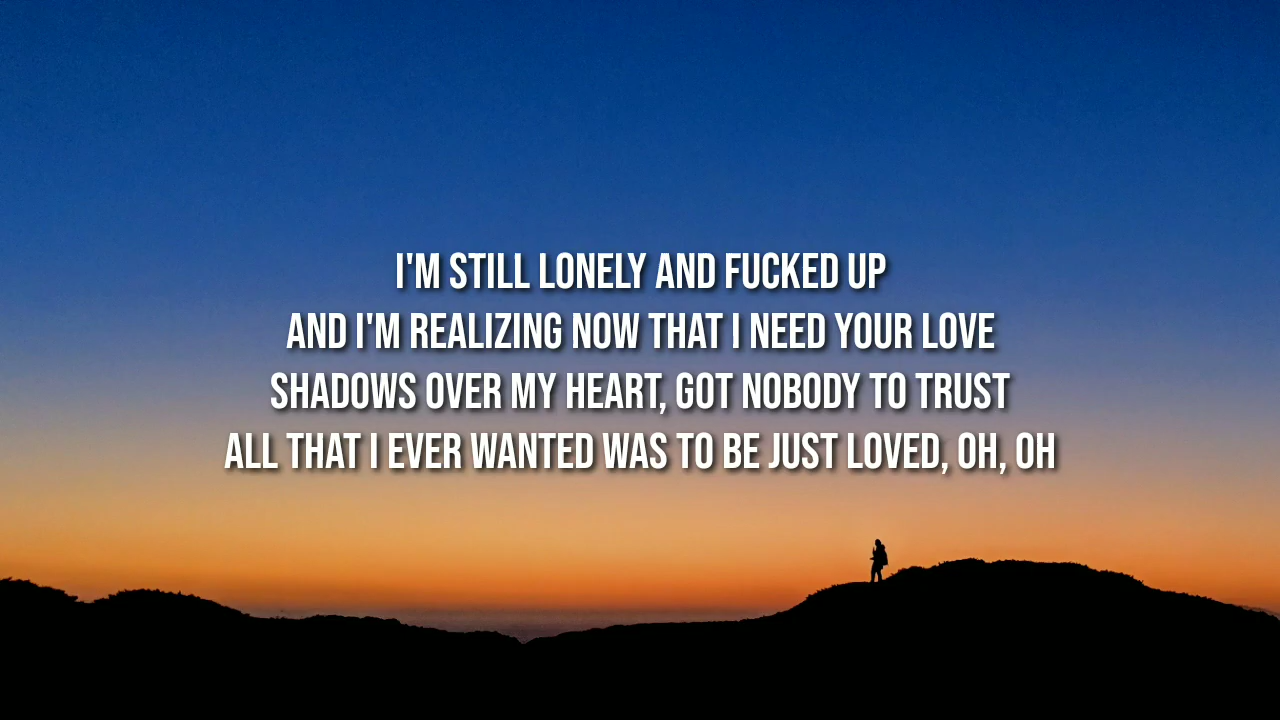 I'M STILL LONELY AND FUCKED UP
AND I'M REALIZING NOW THAT I NEED YOUR LOVE
SHADOWS OVER MY HEART, GOT NOBODY TO TRUST
ALL THAT I EVER WANTED WAS TO BE JUST LOVED, OH, OH